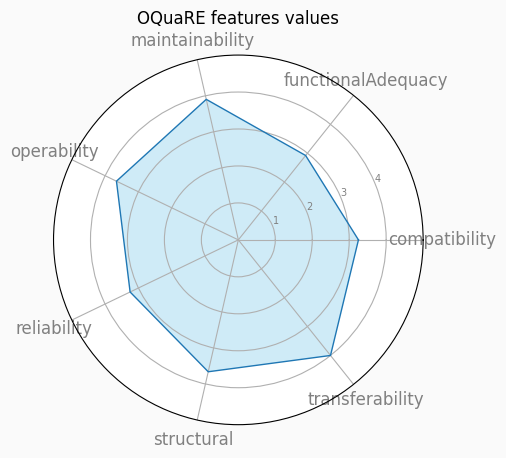 OQuaRE features values
maintainability
functionalAdequacy
operability
4
3
2
1
compatibility
reliability
transferability
structural